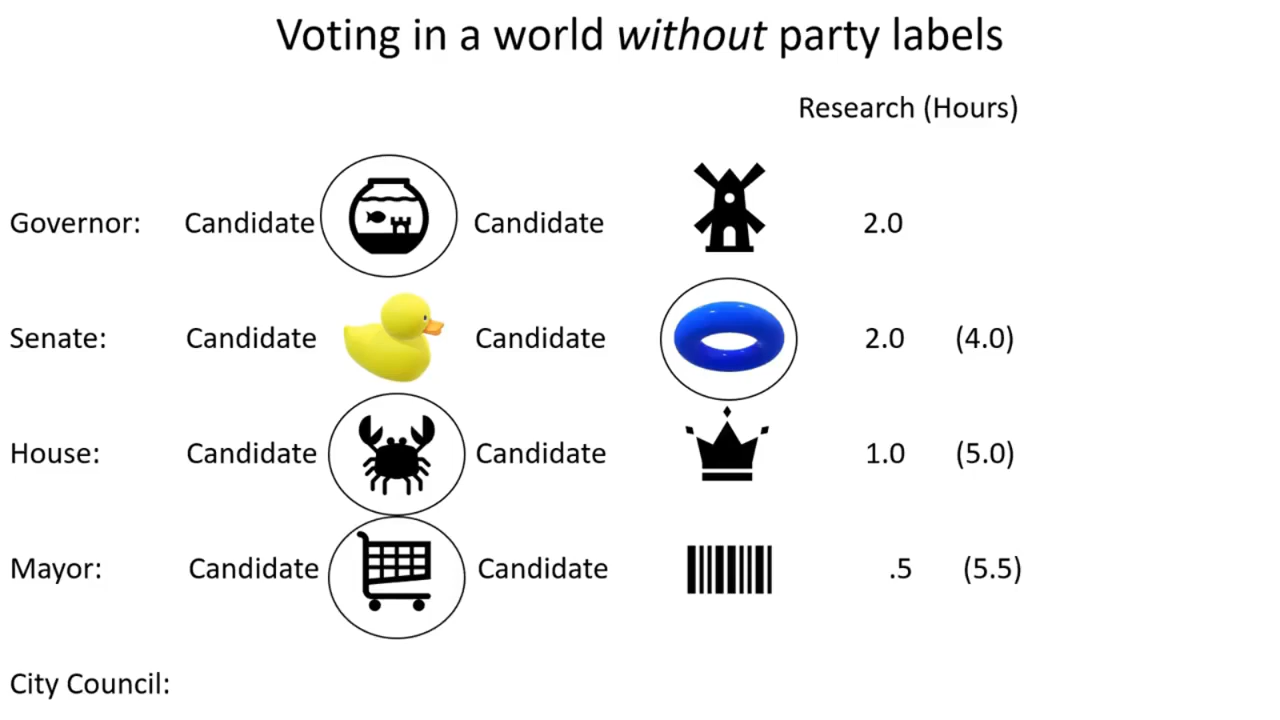 Voting in a world without party labels
Research (Hours)
Governor: Candidate Candidate 2.0
Senate: Candidate Candidate 2.0 (4.0)
House: Candidate Candidate 1.0 (5.0)
Mayor: Candidate Candidate .5 (5.5)
City Council: